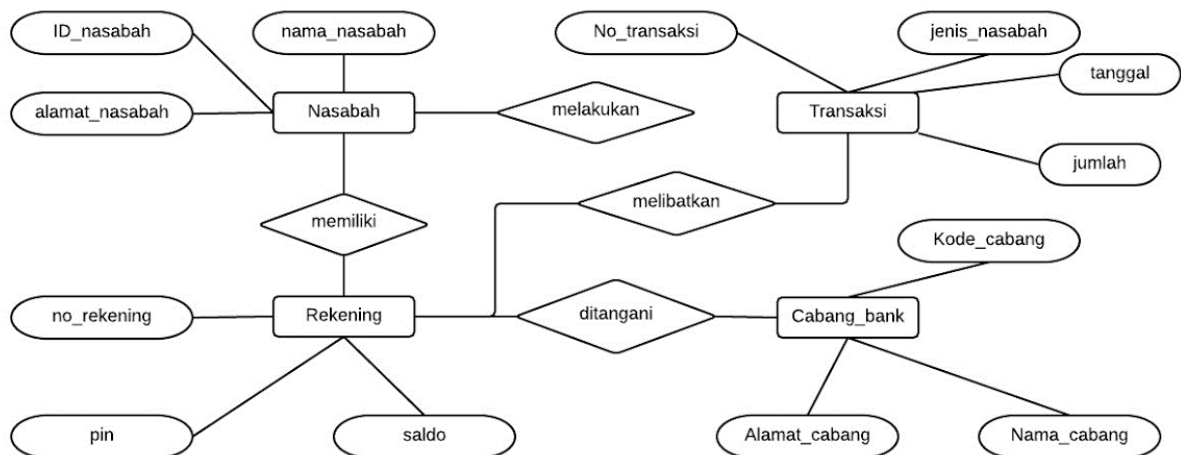 ID_nasabah
nama_nasabah
No_transaksi
jenis_nasabah
tanggal
alamat_nasabah
Nasabah
melakukan
Transaksi
jumlah
melibatkan
memiliki
Kode_cabang
no_rekening
Rekening
ditangani
Cabang_bank
pin
saldo
Alamat_cabang
Nama_cabang